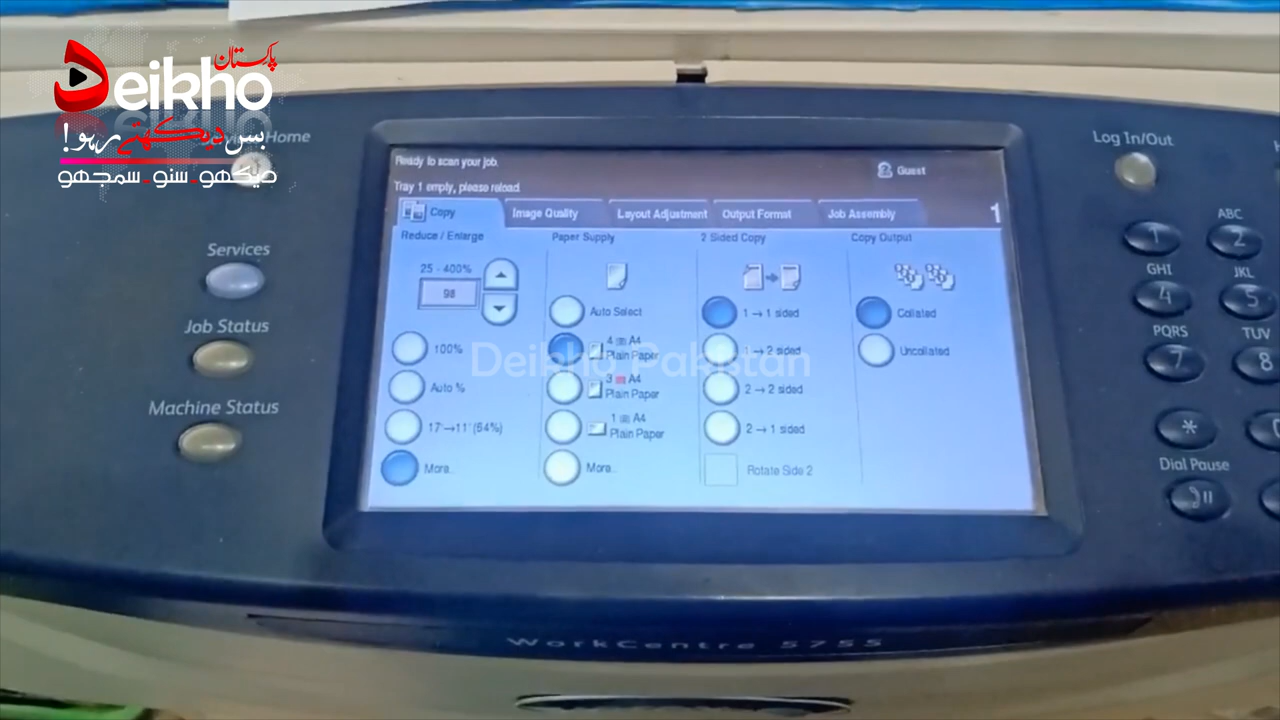 پاکستان
Deikho
بس دیکھتے رہو!
دیکھو۔سنو۔سمجھو
Home
Services
Job Status
Machine Status
Ready to scan your job.
Tray 1 empty, please reload.
Guest
Copy
Image Quality
Layout Adjustment
Output Format
Job Assembly
1
Reduce / Enlarge
25 - 400%
98
100%
Auto %
17"→11" (64%)
More..
Paper Supply
Auto Select
4 A4
Plain Paper
3 A4
Plain Paper
1 A4
Plain Paper
More..
2 Sided Copy
1 → 1 sided
1 → 2 sided
2 → 2 sided
2 → 1 sided
Rotate Side 2
Copy Output
Collated
Uncollated
Deikho Pakistan
Log In/Out
1
ABC
2
GHI
4
JKL
5
PQRS
7
TUV
8
*
Dial Pause
WorkCentre 5755